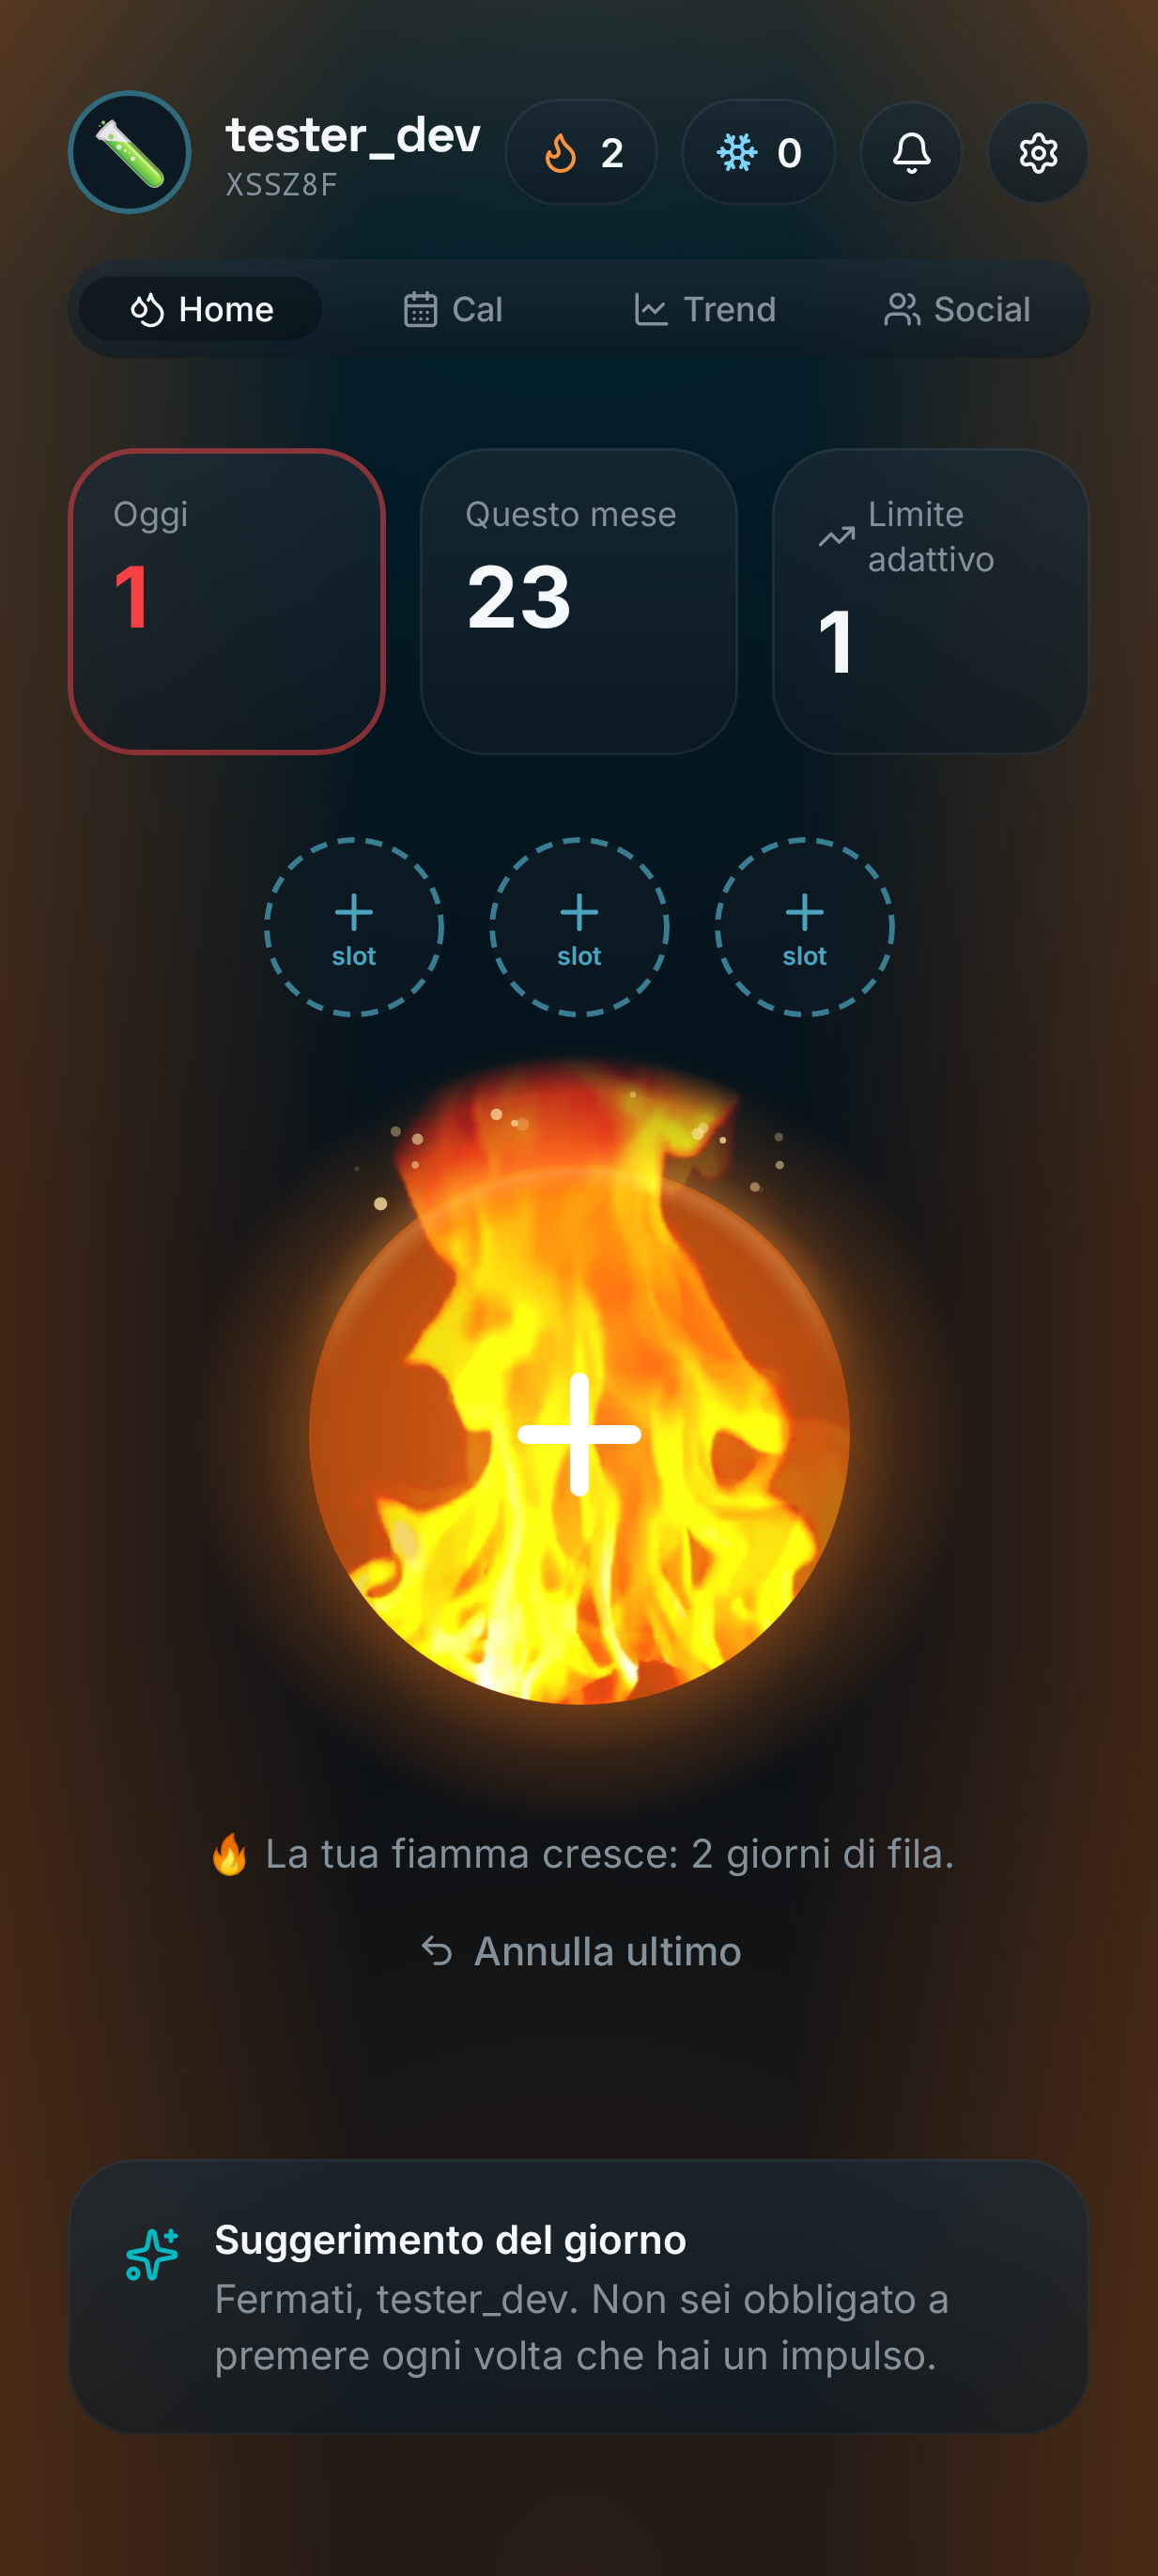 tester_dev
XSSZ8F
2
0
Home
Cal
Trend
Social
Oggi
1
Questo mese
23
Limite
adattivo
1
slot
slot
slot
🔥 La tua fiamma cresce: 2 giorni di fila.
Annulla ultimo
Suggerimento del giorno
Fermati, tester_dev. Non sei obbligato a
premere ogni volta che hai un impulso.